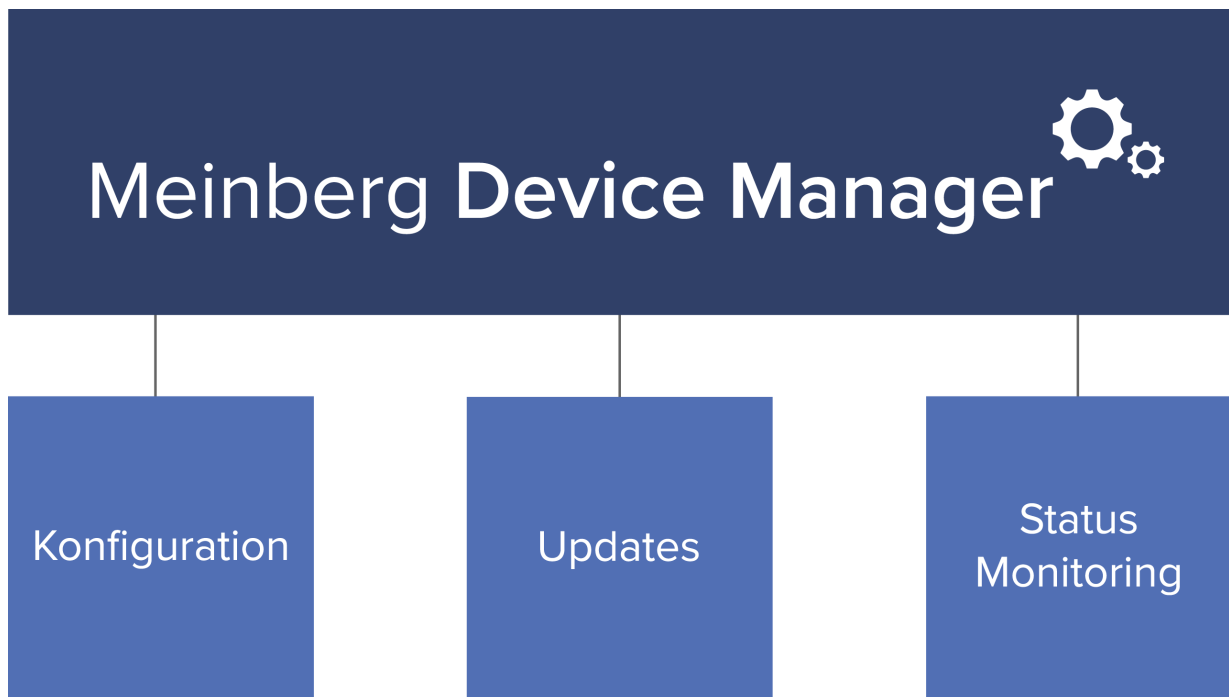 Meinberg Device Manager
Konfiguration
Updates
Status
Monitoring